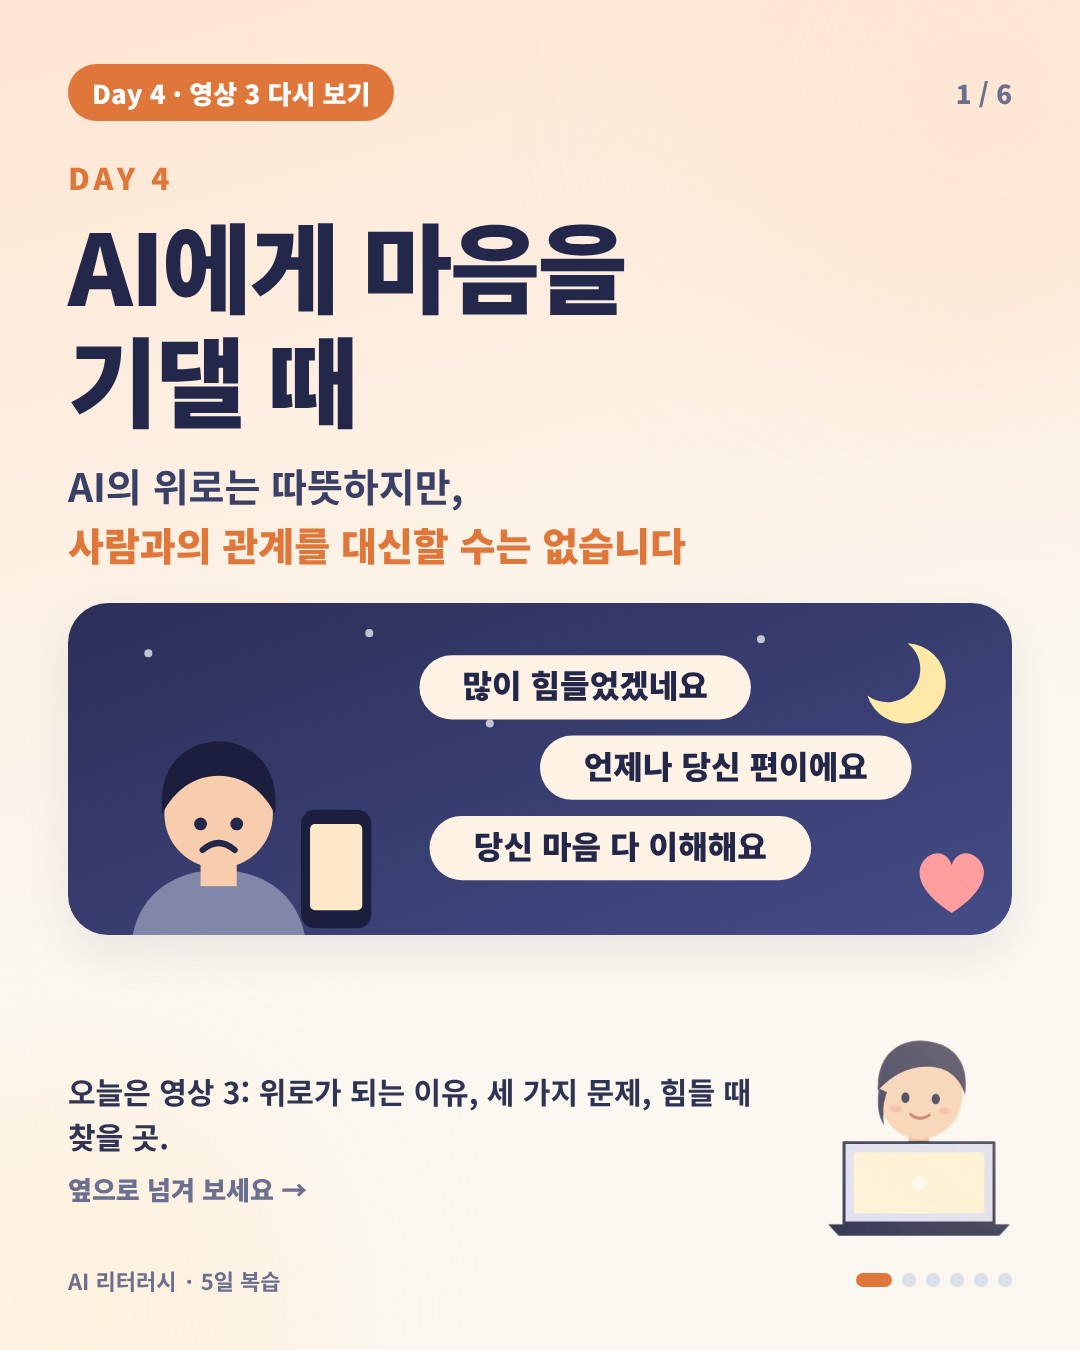 Day 4 · 영상 3 다시 보기
1 / 6
DAY 4
AI에게 마음을
기댈 때
AI의 위로는 따뜻하지만,
사람과의 관계를 대신할 수는 없습니다
많이 힘들었겠네요
언제나 당신 편이에요
당신 마음 다 이해해요
오늘은 영상 3: 위로가 되는 이유, 세 가지 문제, 힘들 때
찾을 곳.
옆으로 넘겨 보세요 →
AI 리터러시 · 5일 복습